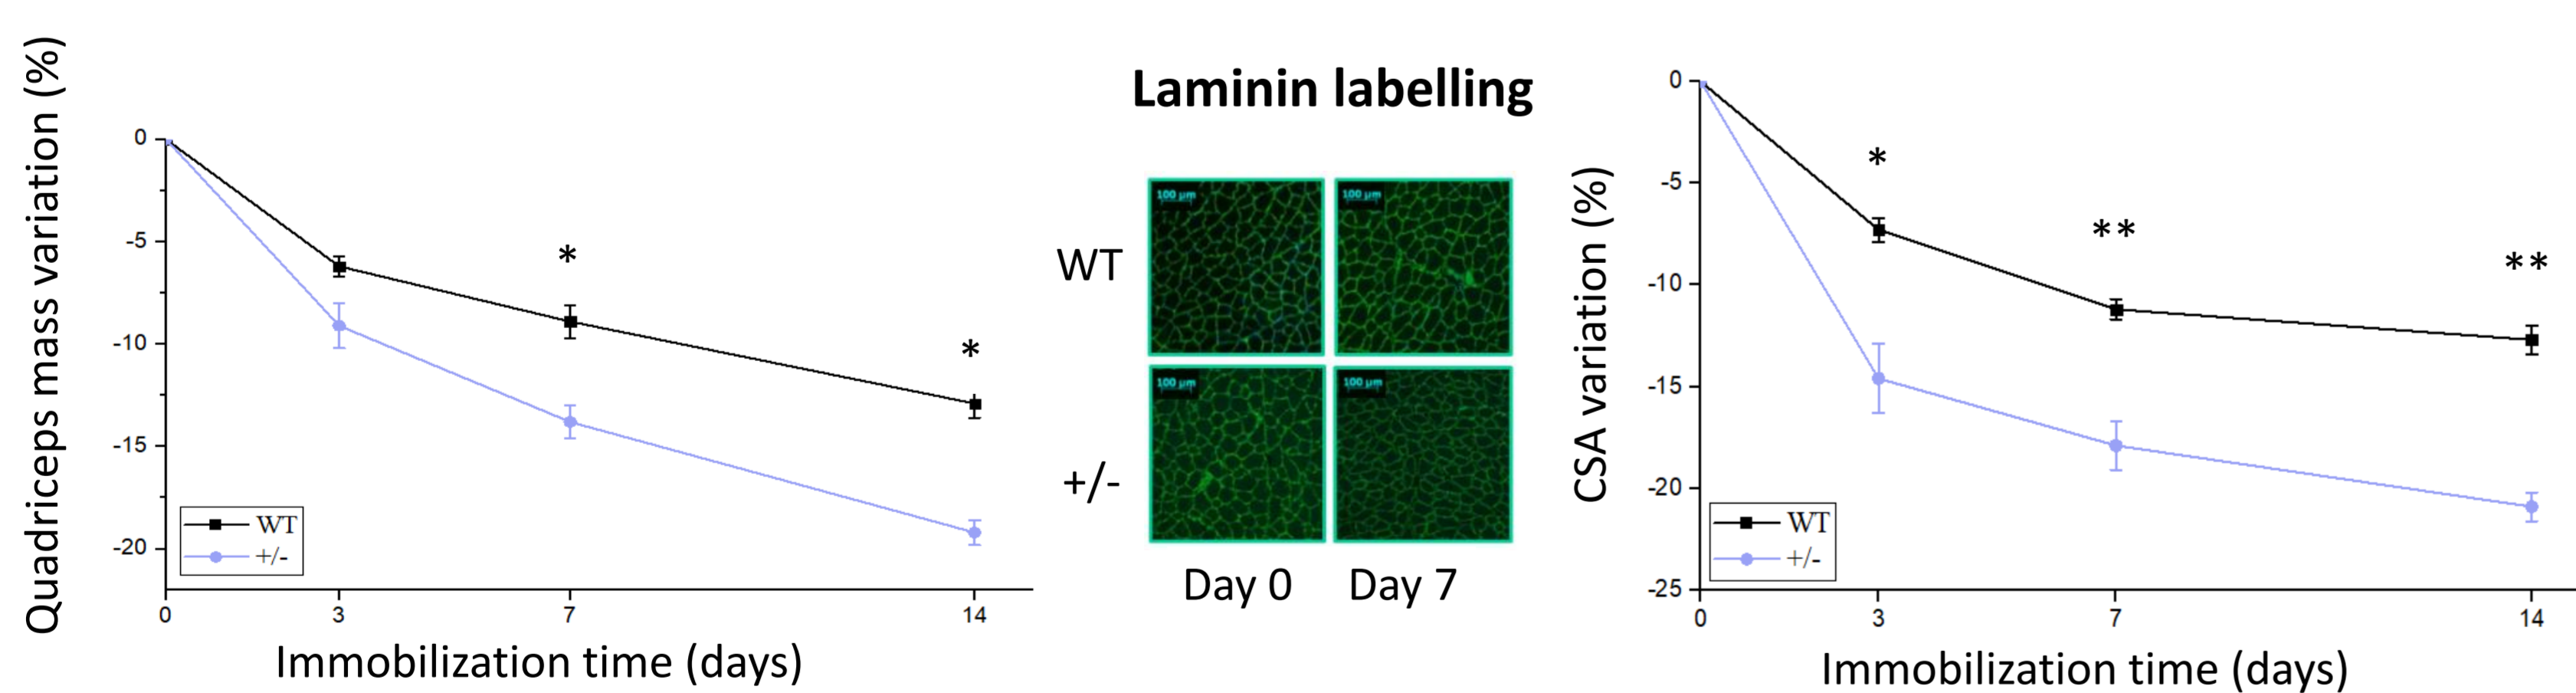 Quadriceps mass variation (%)
0
-5
-10
-15
-20
*
*
WT
+/-
0
3
7
14
Immobilization time (days)
Laminin labelling
100 µm
100 µm
WT
100 µm
100 µm
+/-
Day 0
Day 7
CSA variation (%)
0
-5
-10
-15
-20
-25
*
**
**
WT
+/-
0
3
7
14
Immobilization time (days)